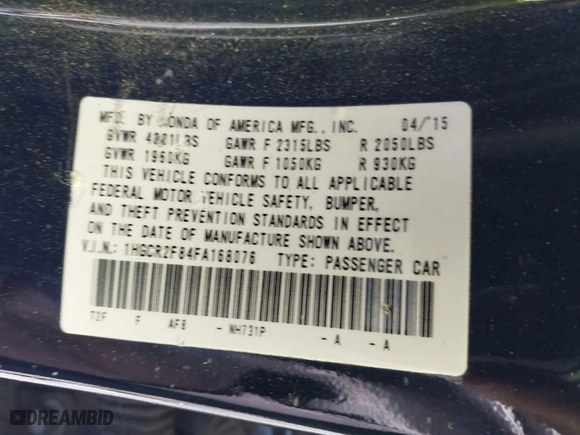 MFD. BY HONDA OF AMERICA MFG., INC. 04/15
GVWR 4321LBS GAWR F 2315LBS R 2050LBS
GVWR 1960KG GAWR F 1050KG R 930KG
THIS VEHICLE CONFORMS TO ALL APPLICABLE
FEDERAL MOTOR VEHICLE SAFETY, BUMPER,
AND THEFT PREVENTION STANDARDS IN EFFECT
ON THE DATE OF MANUFACTURE SHOWN ABOVE.
V.I.N.: 1HGCR2F84FA168076 TYPE: PASSENGER CAR
T2F F AF8 - NH731P - A - A
DREAMBID